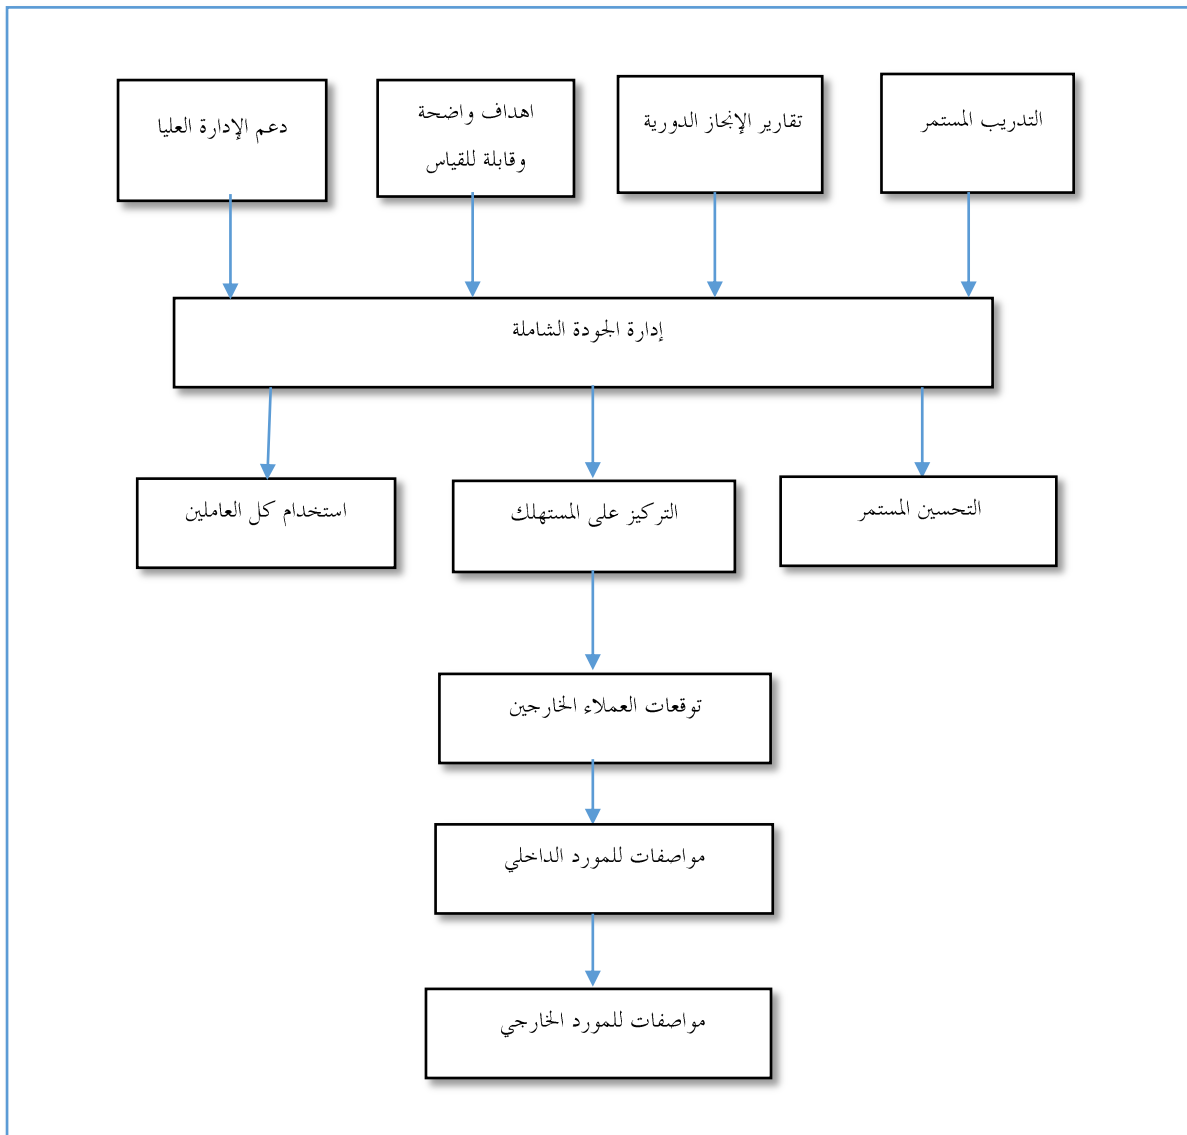 التدريب المستمر
تقارير الإنجاز الدورية
اهداف واضحة
وقابلة للقياس
دعم الإدارة العليا
إدارة الجودة الشاملة
التحسين المستمر
التركيز على المستهلك
استخدام كل العاملين
توقعات العملاء الخارجين
مواصفات للمورد الداخلي
مواصفات للمورد الخارجي